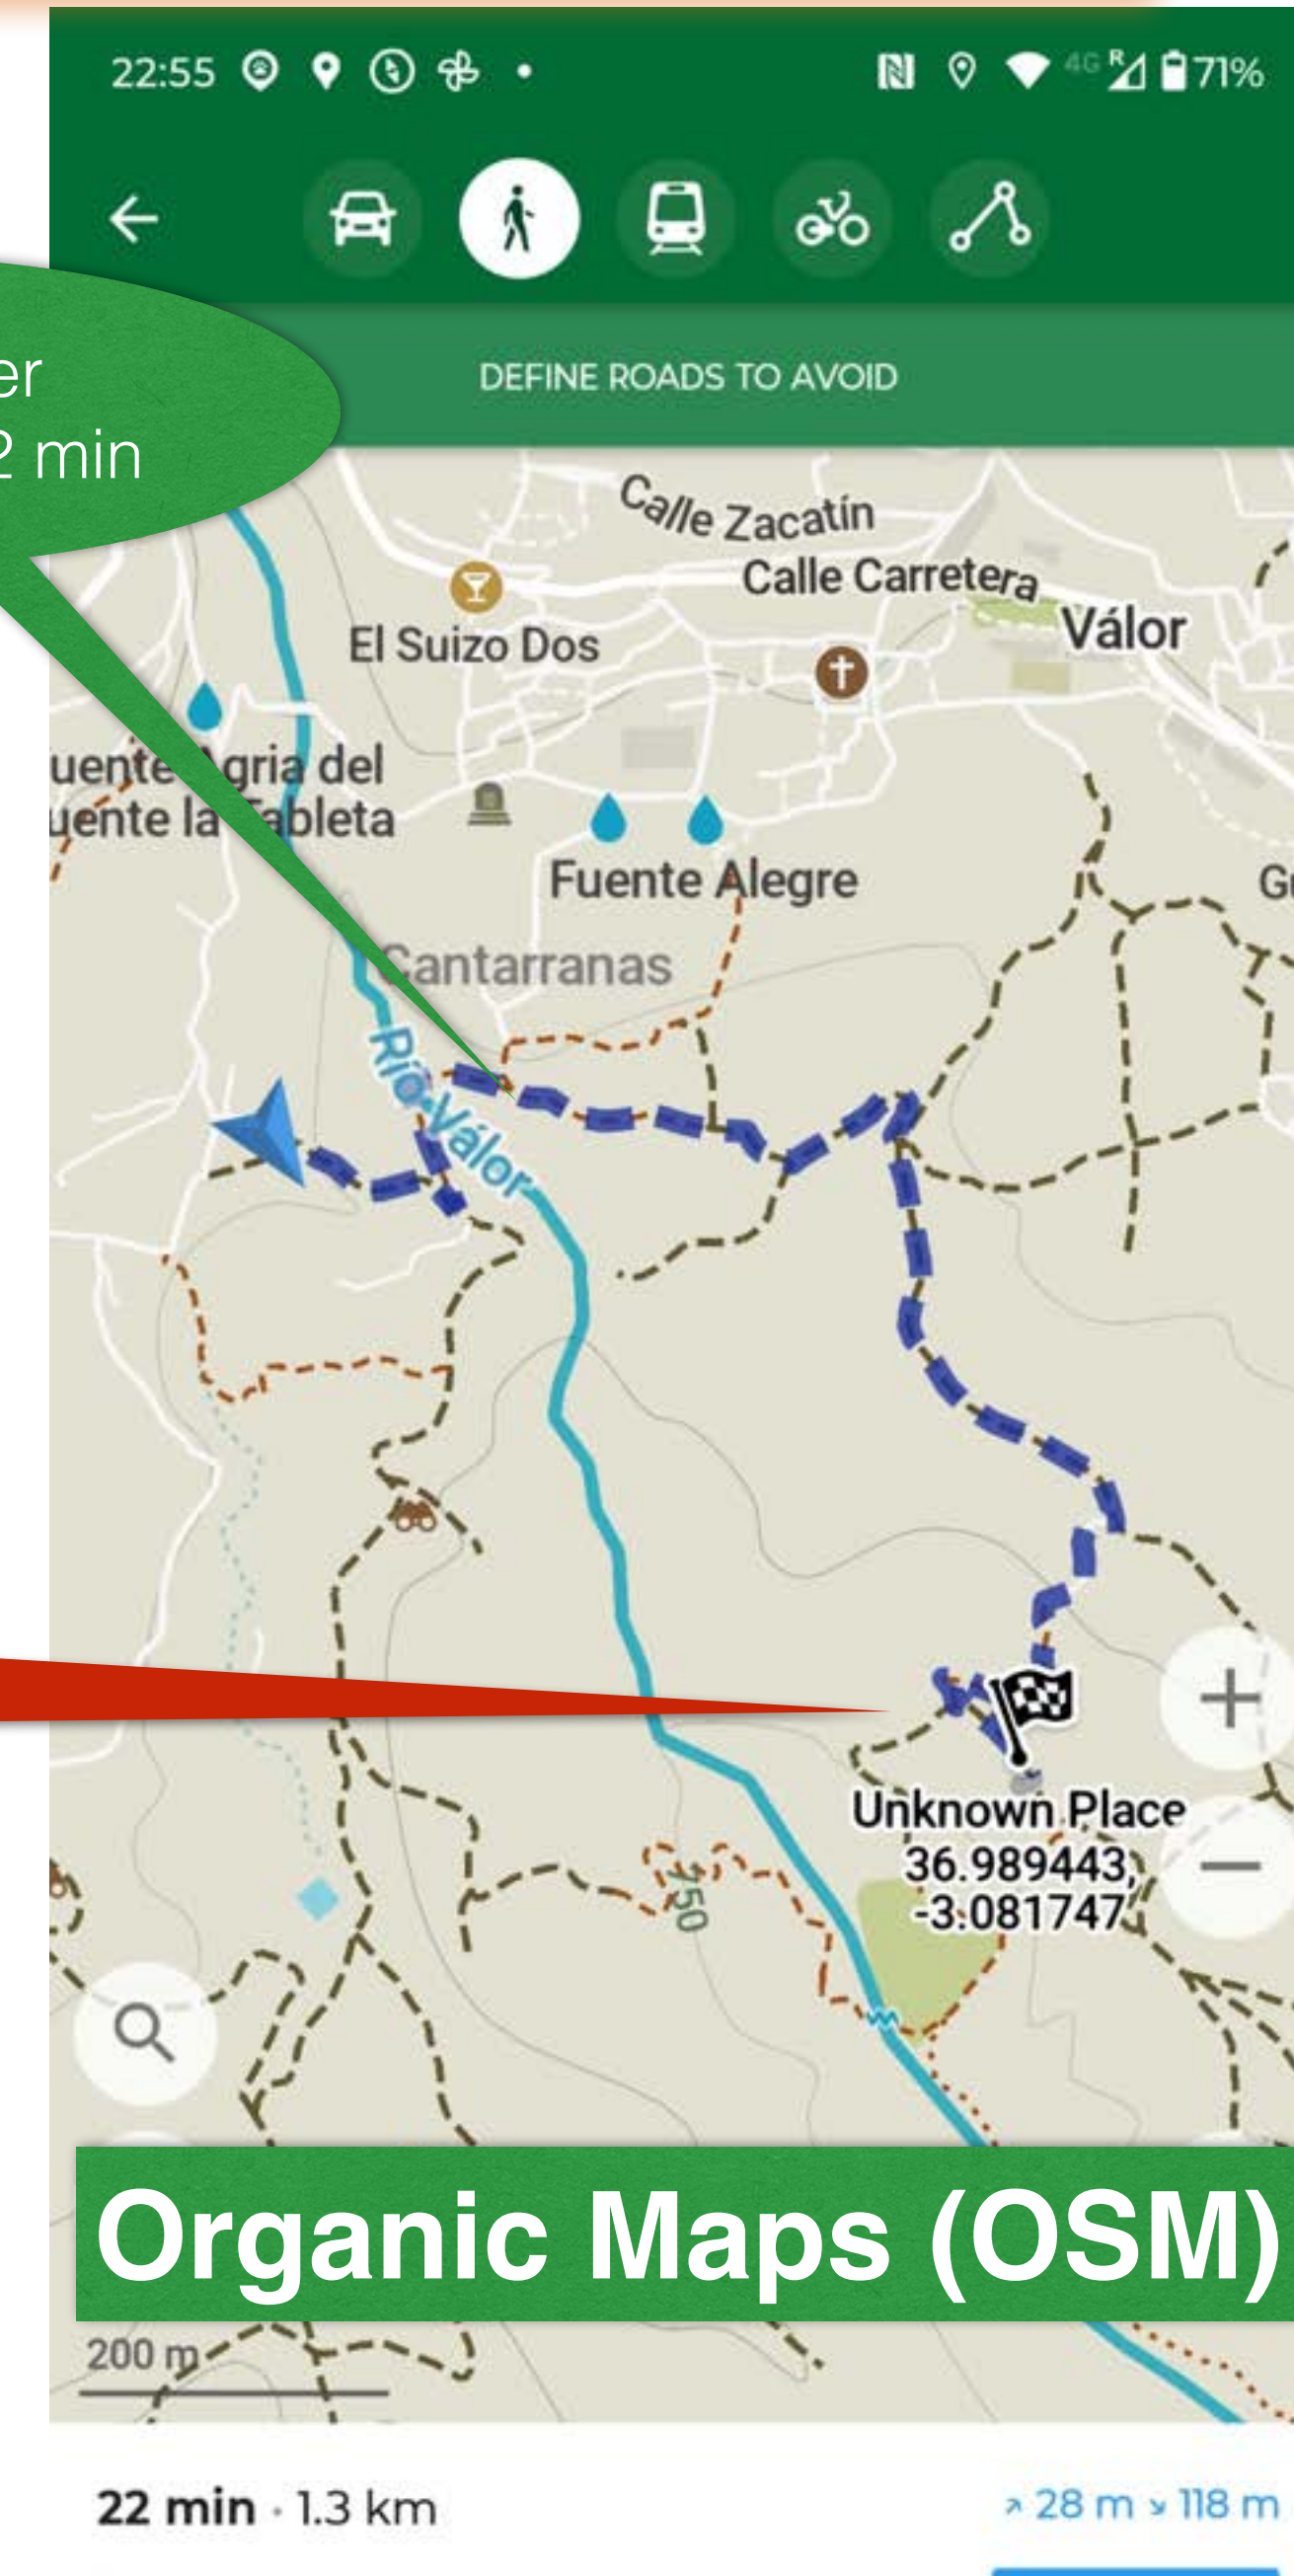 22:55
4G R 71%
DEFINE ROADS TO AVOID
er
2 min
Calle Zacatín
Calle Carretera
Válor
El Suizo Dos
uente Agria del
uente la Tableta
Fuente Alegre
Gu
Cantarranas
Río Válor
Unknown Place
36.989443,
-3.081747
750
Organic Maps (OSM)
200 m
22 min · 1.3 km
↗ 28 m ↘ 118 m